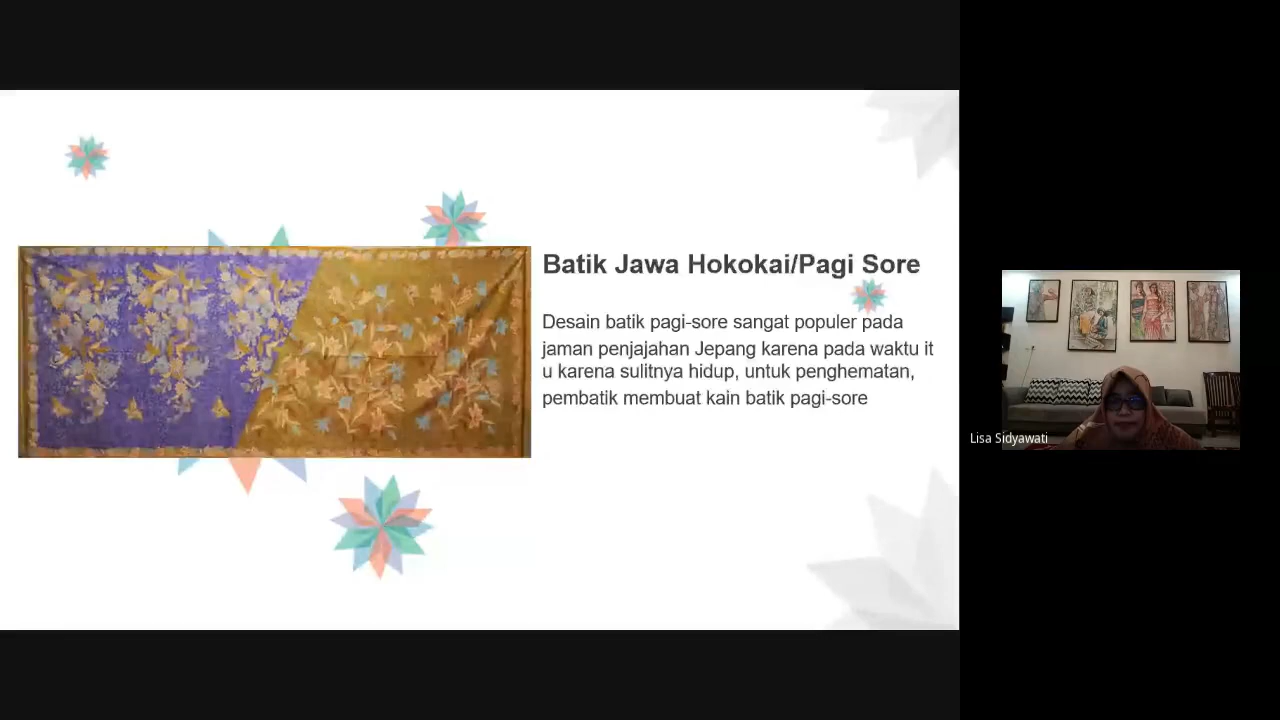 Batik Jawa Hokokai/Pagi Sore
Desain batik pagi-sore sangat populer pada
jaman penjajahan Jepang karena pada waktu it
u karena sulitnya hidup, untuk penghematan,
pembatik membuat kain batik pagi-sore
Lisa Sidyawati